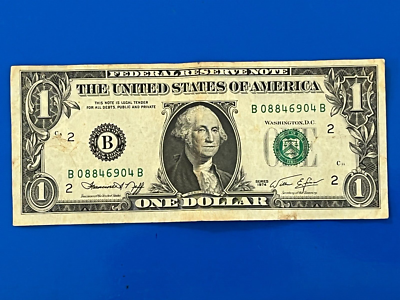 FEDERAL RESERVE NOTE
THE UNITED STATES OF AMERICA
1
1
THIS NOTE IS LEGAL TENDER
FOR ALL DEBTS, PUBLIC AND PRIVATE
B 08846904 B
WASHINGTON, D.C.
2
2
B
ONE
B 08846904 B
2
2
SERIES
1974
1
1
ONE DOLLAR